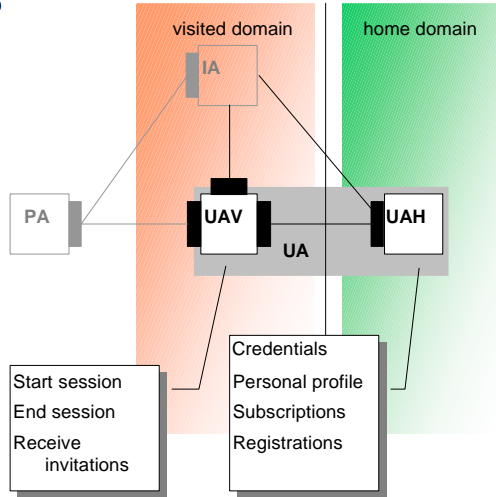 visited domain
home domain
IA
PA
UAV
UAH
UA
Start session
End session
Receive
invitations
Credentials
Personal profile
Subscriptions
Registrations